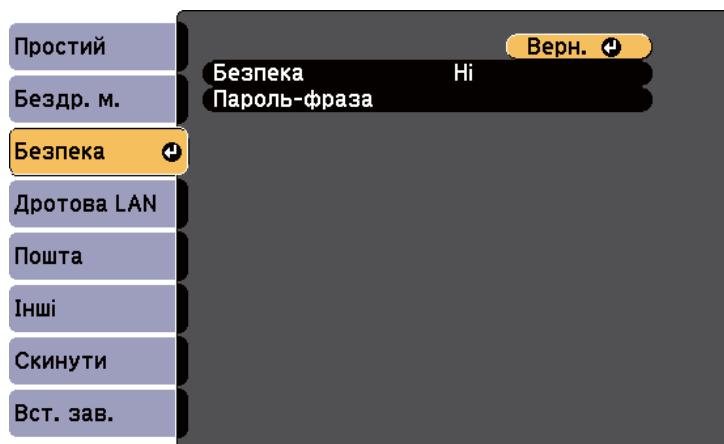 Простий
Бездр. м.
Безпека
Дротова LAN
Пошта
Інші
Скинути
Вст. зав.
Верн.
Безпека Ні
Пароль-фраза